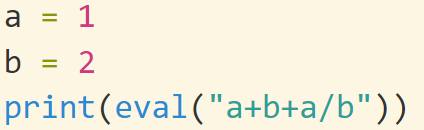 a = 1
b = 2
print(eval("a+b+a/b"))